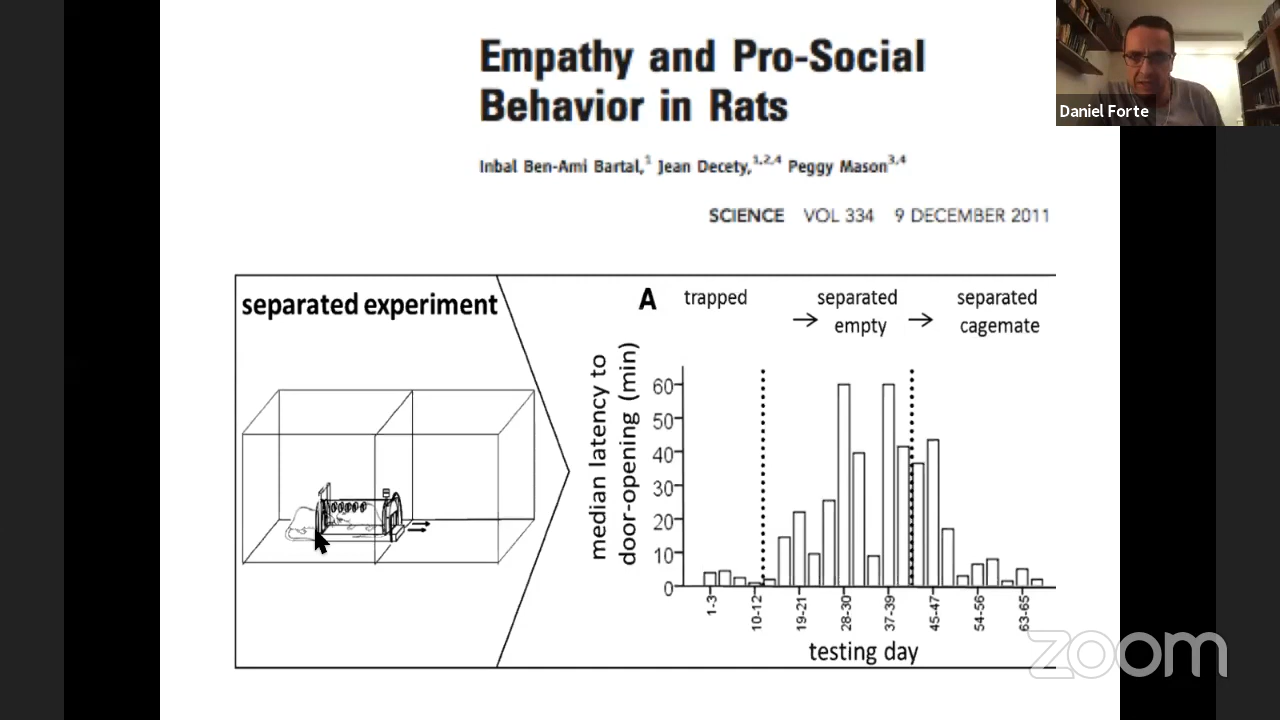 Empathy and Pro-Social
Behavior in Rats
Daniel Forte
Inbal Ben-Ami Bartal,1 Jean Decety,1,2,4 Peggy Mason3,4
SCIENCE VOL 334 9 DECEMBER 2011
separated experiment
A trapped → separated empty → separated cagemate
median latency to
door-opening (min)
60
50
40
30
20
10
0
1-3
10-12
19-21
28-30
37-39
45-47
54-56
63-65
testing day
zoom